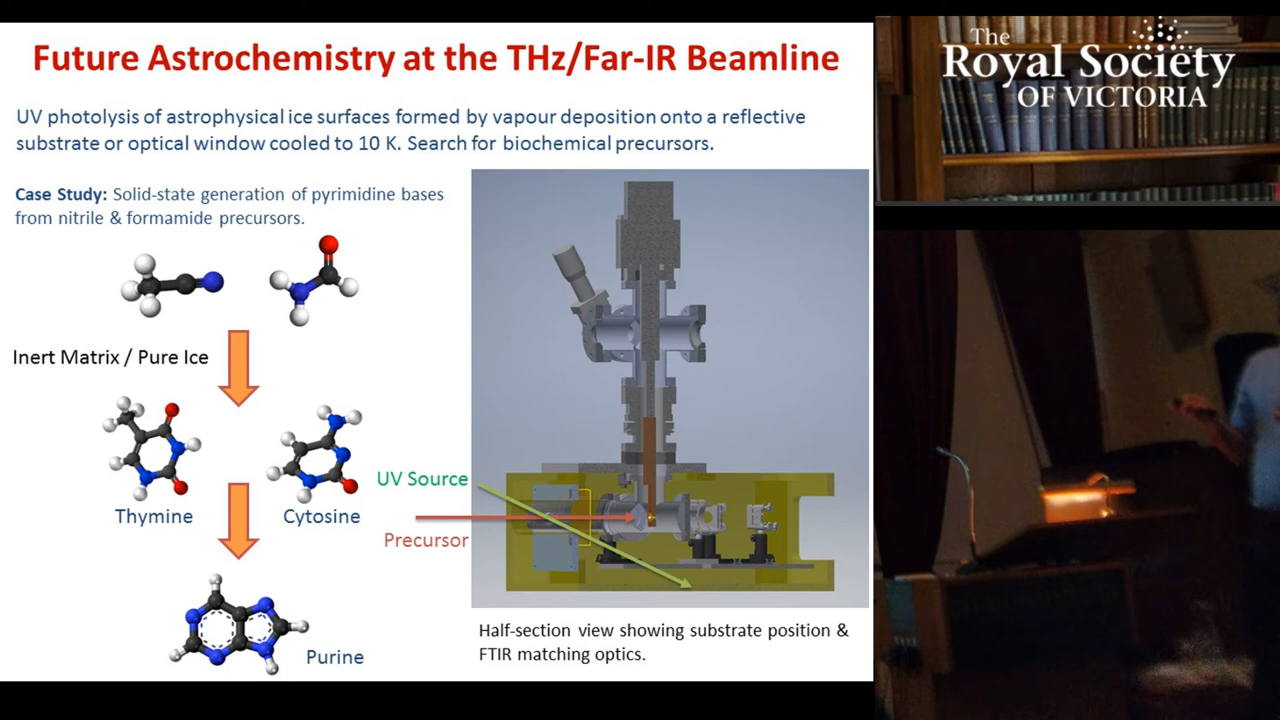 Future Astrochemistry at the THz/Far-IR Beamline
UV photolysis of astrophysical ice surfaces formed by vapour deposition onto a reflective
substrate or optical window cooled to 10 K. Search for biochemical precursors.
Case Study: Solid-state generation of pyrimidine bases
from nitrile & formamide precursors.
Inert Matrix / Pure Ice
Thymine
Cytosine
Purine
UV Source
Precursor
Half-section view showing substrate position &
FTIR matching optics.
The
Royal Society
OF VICTORIA